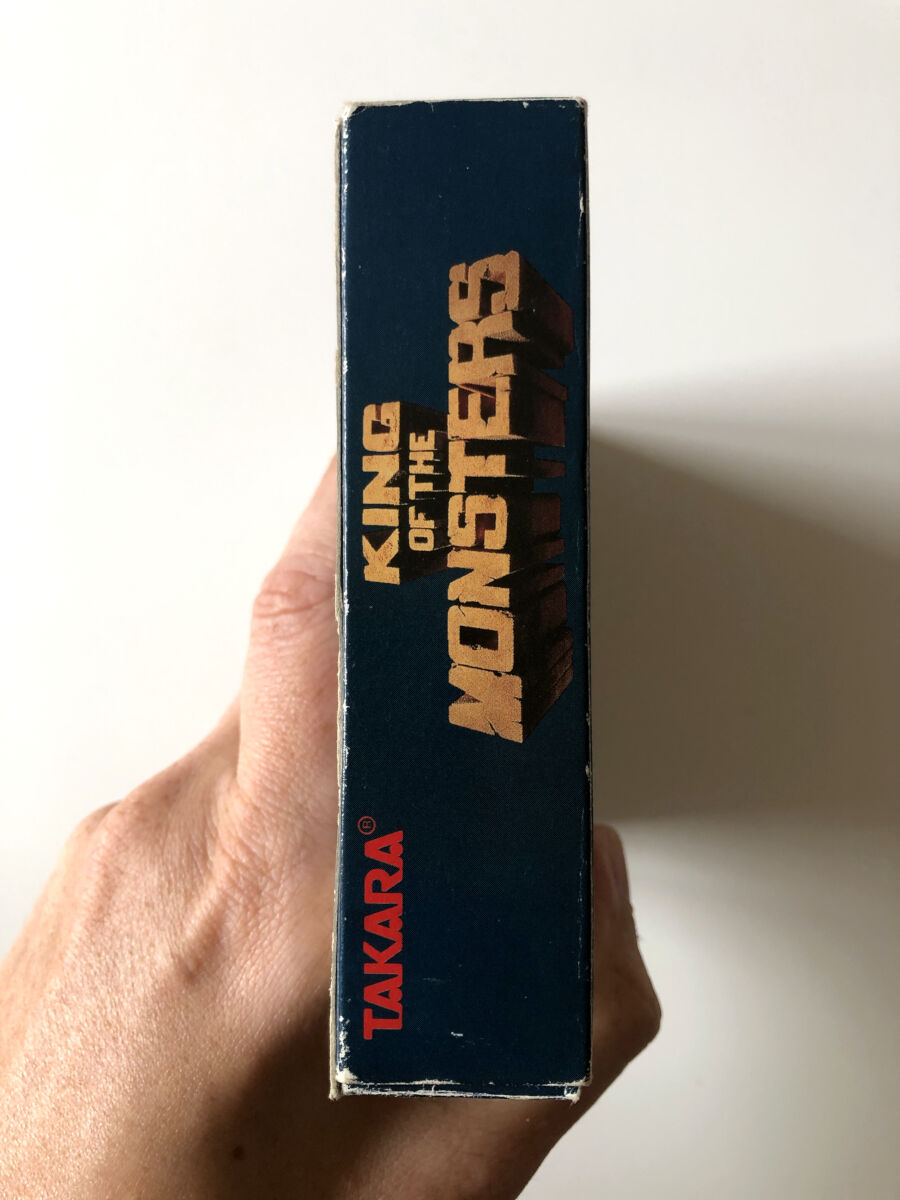 KING
OF THE
MONSTERS
TAKARA®